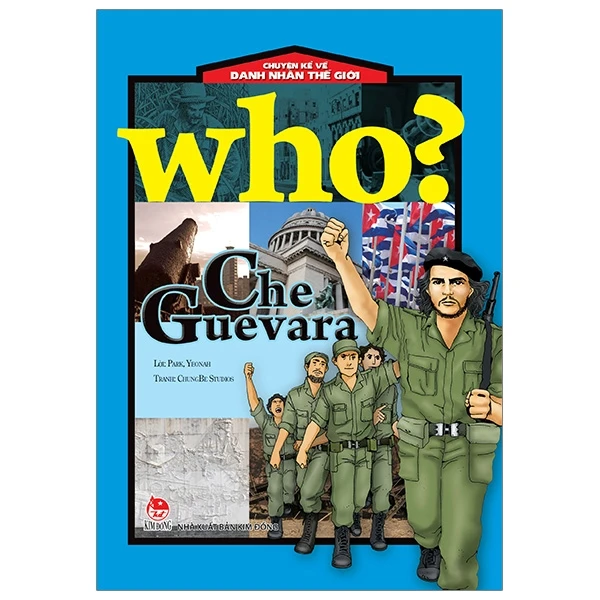 CHUYỆN KỂ VỀ
DANH NHÂN THẾ GIỚI
who?
Che
Guevara
LỜI: PARK, YEONAH
TRANH: CHUNGBE STUDIOS
KIM ĐỒNG
NHÀ XUẤT BẢN KIM ĐỒNG